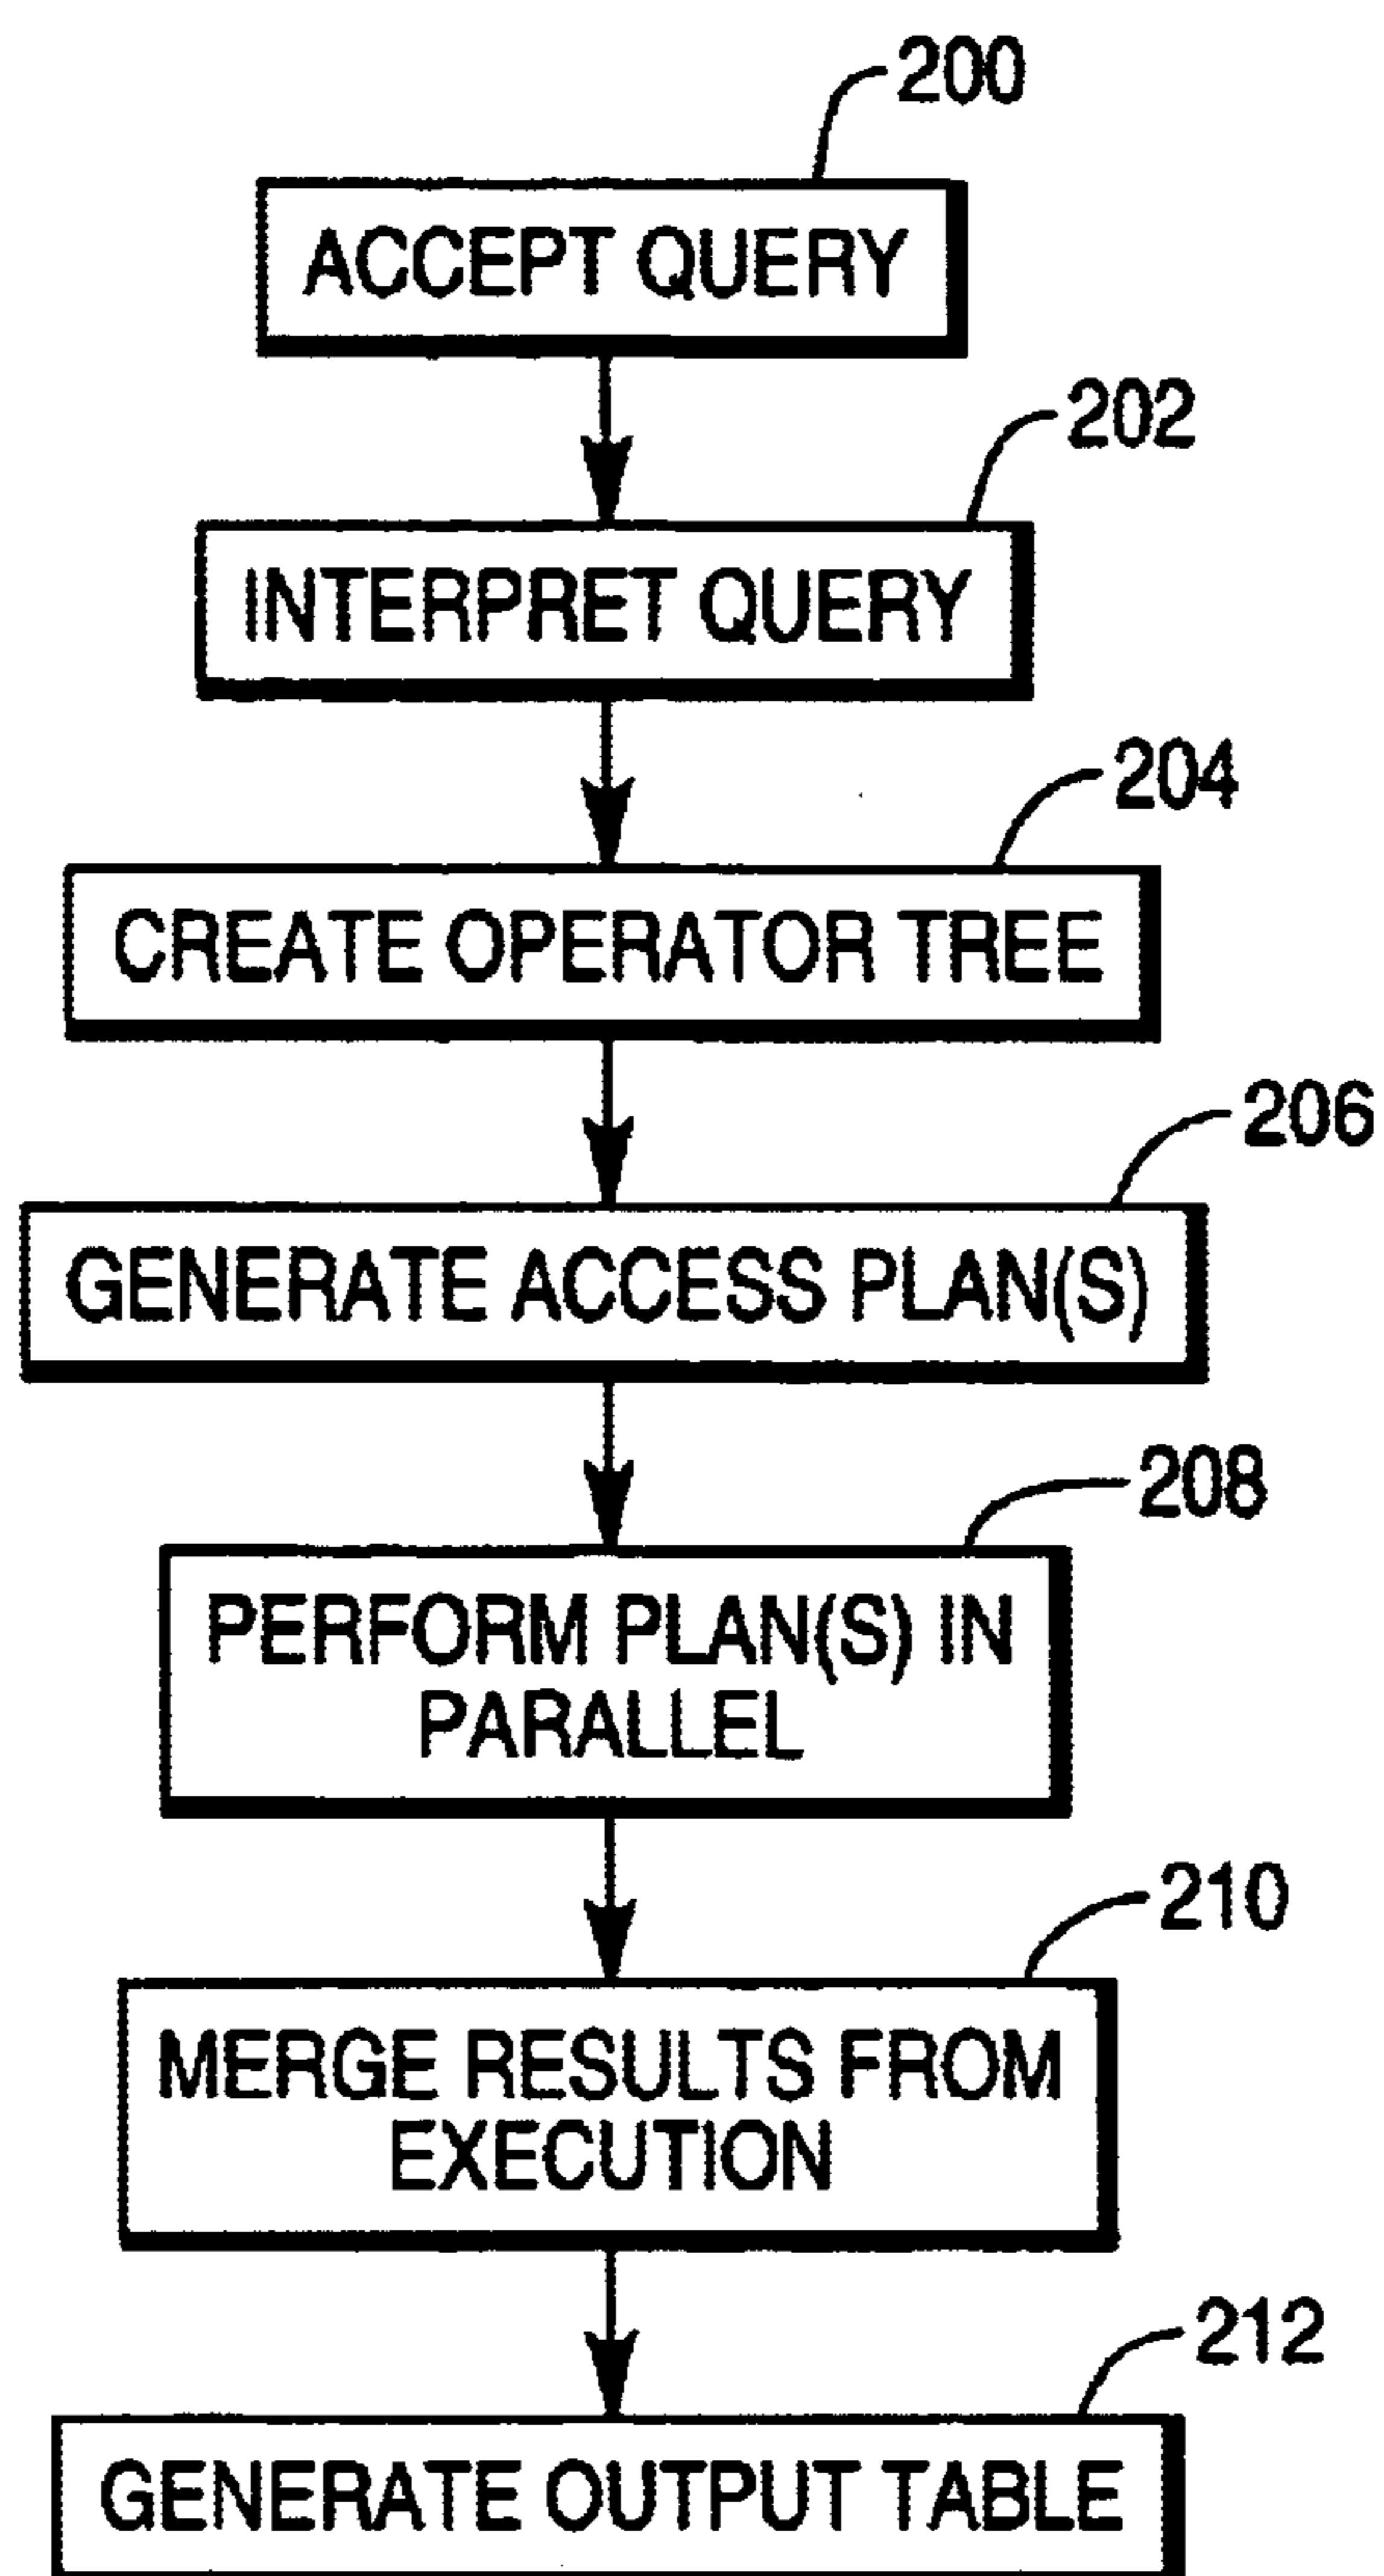 200
ACCEPT QUERY
202
INTERPRET QUERY
204
CREATE OPERATOR TREE
206
GENERATE ACCESS PLAN(S)
208
PERFORM PLAN(S) IN
PARALLEL
210
MERGE RESULTS FROM
EXECUTION
212
GENERATE OUTPUT TABLE